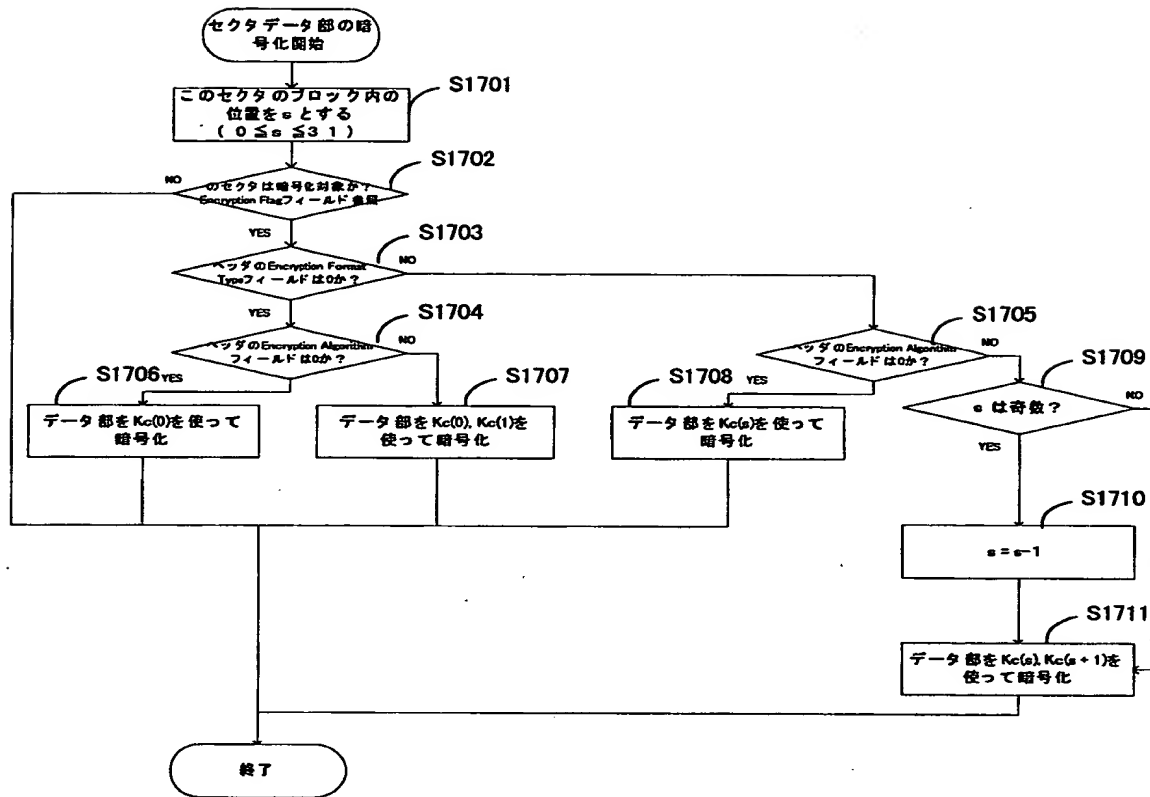 セクタデータ部の暗
号化開始
S1701
このセクタのブロック内の
位置をsとする
( 0 ≦s ≦3 1 )
S1702
NO
のセクタは暗号化対象か?
Encryption Flagフィールド
YES
S1703
NO
ヘッダのEncryption Format
Typeフィールドは0か?
YES
S1704
NO
ヘッダのEncryption Algorithm
フィールドは0か?
S1705
NO
ヘッダのEncryption Algorithm
フィールドは0か?
S1706
YES
データ部をKc(0)を使って
暗号化
S1707
データ部をKc(0), Kc(1)を
使って暗号化
S1708
YES
データ部をKc(s)を使って
暗号化
S1709
NO
s は奇数?
YES
S1710
s = s-1
S1711
データ部をKc(s), Kc(s + 1)を
使って暗号化
終了